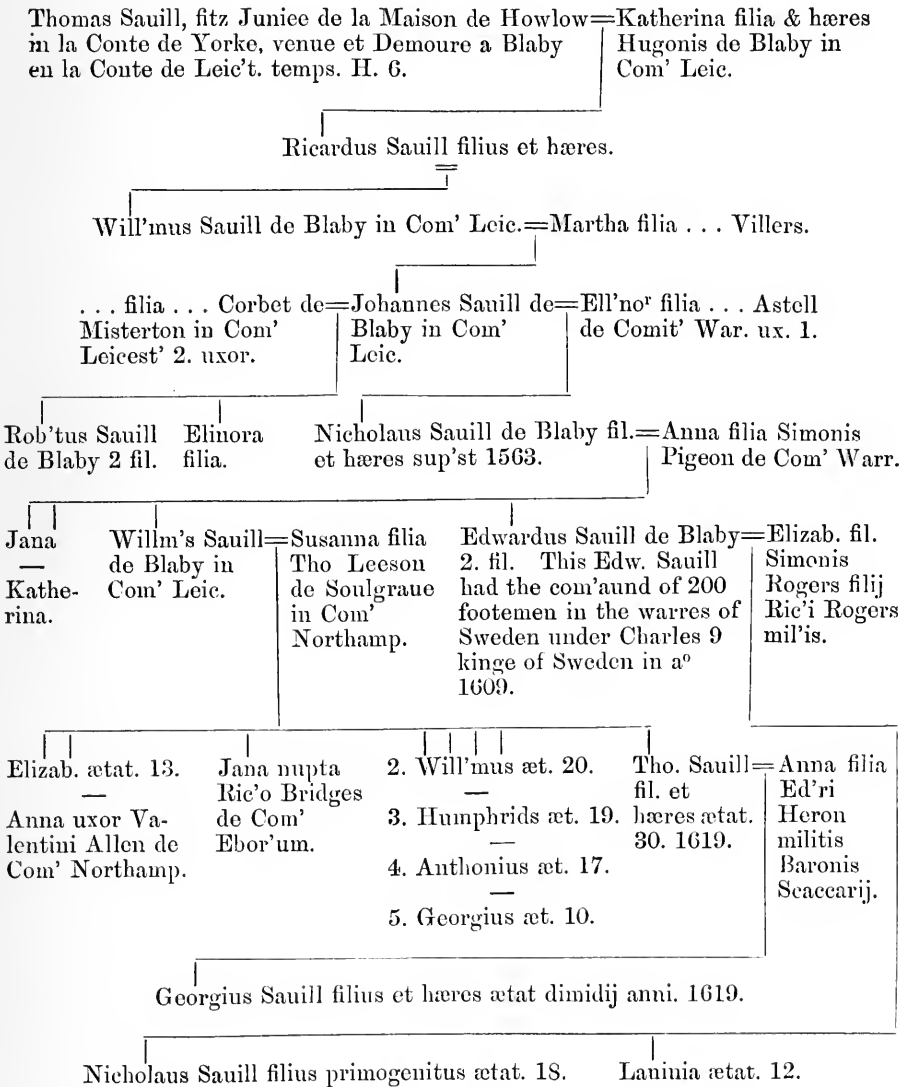 Thomas Sauill, fitz Juniee de la Maison de Howlow=Katherina filia & hæres
in la Conte de Yorke, venue et Demoure a Blaby Hugonis de Blaby in
en la Conte de Leic't. temps. H. 6. Com' Leic.
Ricardus Sauill filius et hæres.
=
Will'mus Sauill de Blaby in Com' Leic.=Martha filia . . . Villers.
. . . filia . . . Corbet de=Johannes Sauill de=Ell'noʳ filia . . . Astell
Misterton in Com' Blaby in Com' de Comit' War. ux. 1.
Leicest' 2. uxor. Leic.
Rob'tus Sauill Elinora Nicholaus Sauill de Blaby fil.=Anna filia Simonis
de Blaby 2 fil. filia. et hæres sup'st 1563. Pigeon de Com' Warr.
Jana
—
Kathe-
rina.
Willm's Sauill=Susanna filia
de Blaby in Tho Leeson
Com' Leic. de Soulgraue
in Com'
Northamp.
Edwardus Sauill de Blaby=Elizab. fil.
2. fil. This Edw. Sauill Simonis
had the com'aund of 200 Rogers filij
footemen in the warres of Ric'i Rogers
Sweden under Charles 9 mil'is.
kinge of Sweden in aº
1609.
Elizab. ætat. 13.
—
Anna uxor Va-
lentini Allen de
Com' Northamp.
Jana nupta
Ric'o Bridges
de Com'
Ebor'um.
2. Will'mus æt. 20.
—
3. Humphrids æt. 19.
—
4. Anthonius æt. 17.
—
5. Georgius æt. 10.
Tho. Sauill=Anna filia
fil. et Ed'ri
hæres ætat. Heron
30. 1619. militis
Baronis
Scaccarij.
Georgius Sauill filius et hæres ætat dimidij anni. 1619.
Nicholaus Sauill filius primogenitus ætat. 18. Lauinia ætat. 12.